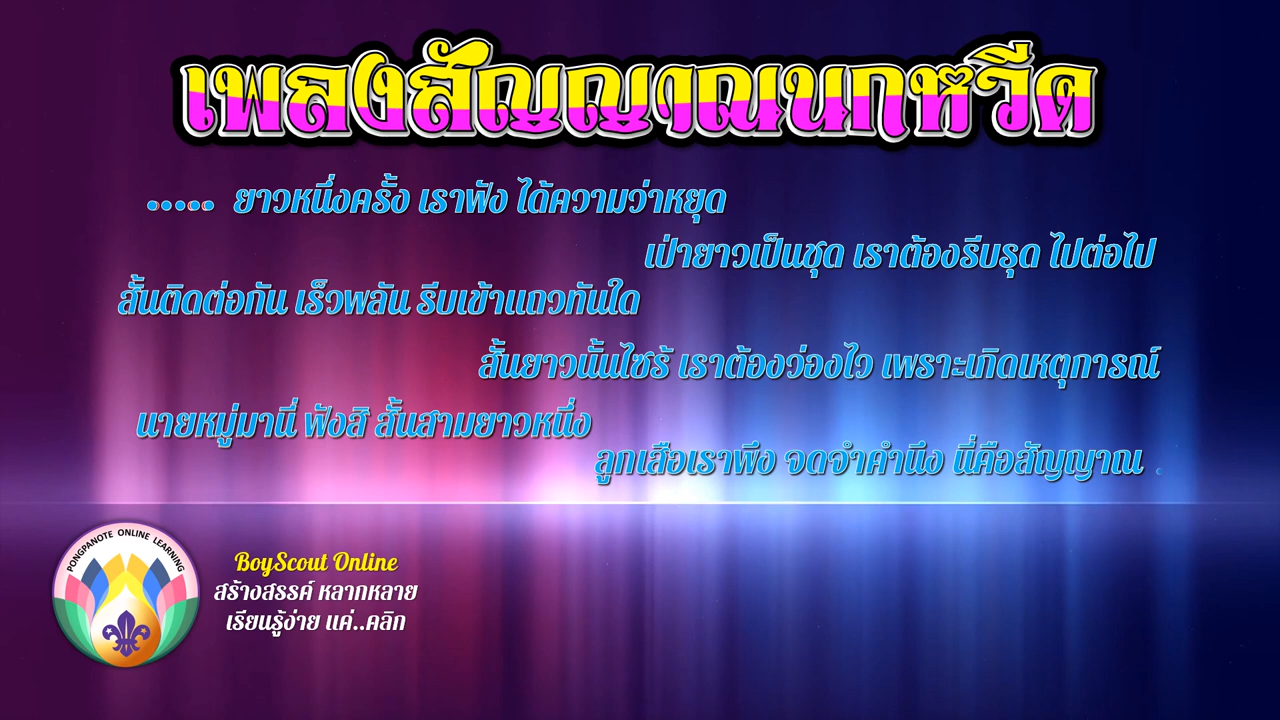 เพลงสัญญาณนกหวีด
..... ยาวหนึ่งครั้ง เราฟัง ได้ความว่าหยุด
เป่ายาวเป็นชุด เราต้องรีบรุด ไปต่อไป
สั้นติดต่อกัน เร็วพลัน รีบเข้าแถวทันใด
สั้นยาวนั้นไซร้ เราต้องว่องไว เพราะเกิดเหตุการณ์
นายหมู่มานี่ ฟังสิ สั้นสามยาวหนึ่ง
ลูกเสือเราพึง จดจำคำนึง นี่คือสัญญาณ .
PONGPANOTE ONLINE LEARNING
BoyScout Online
สร้างสรรค์ หลากหลาย
เรียนรู้ง่าย แค่..คลิก